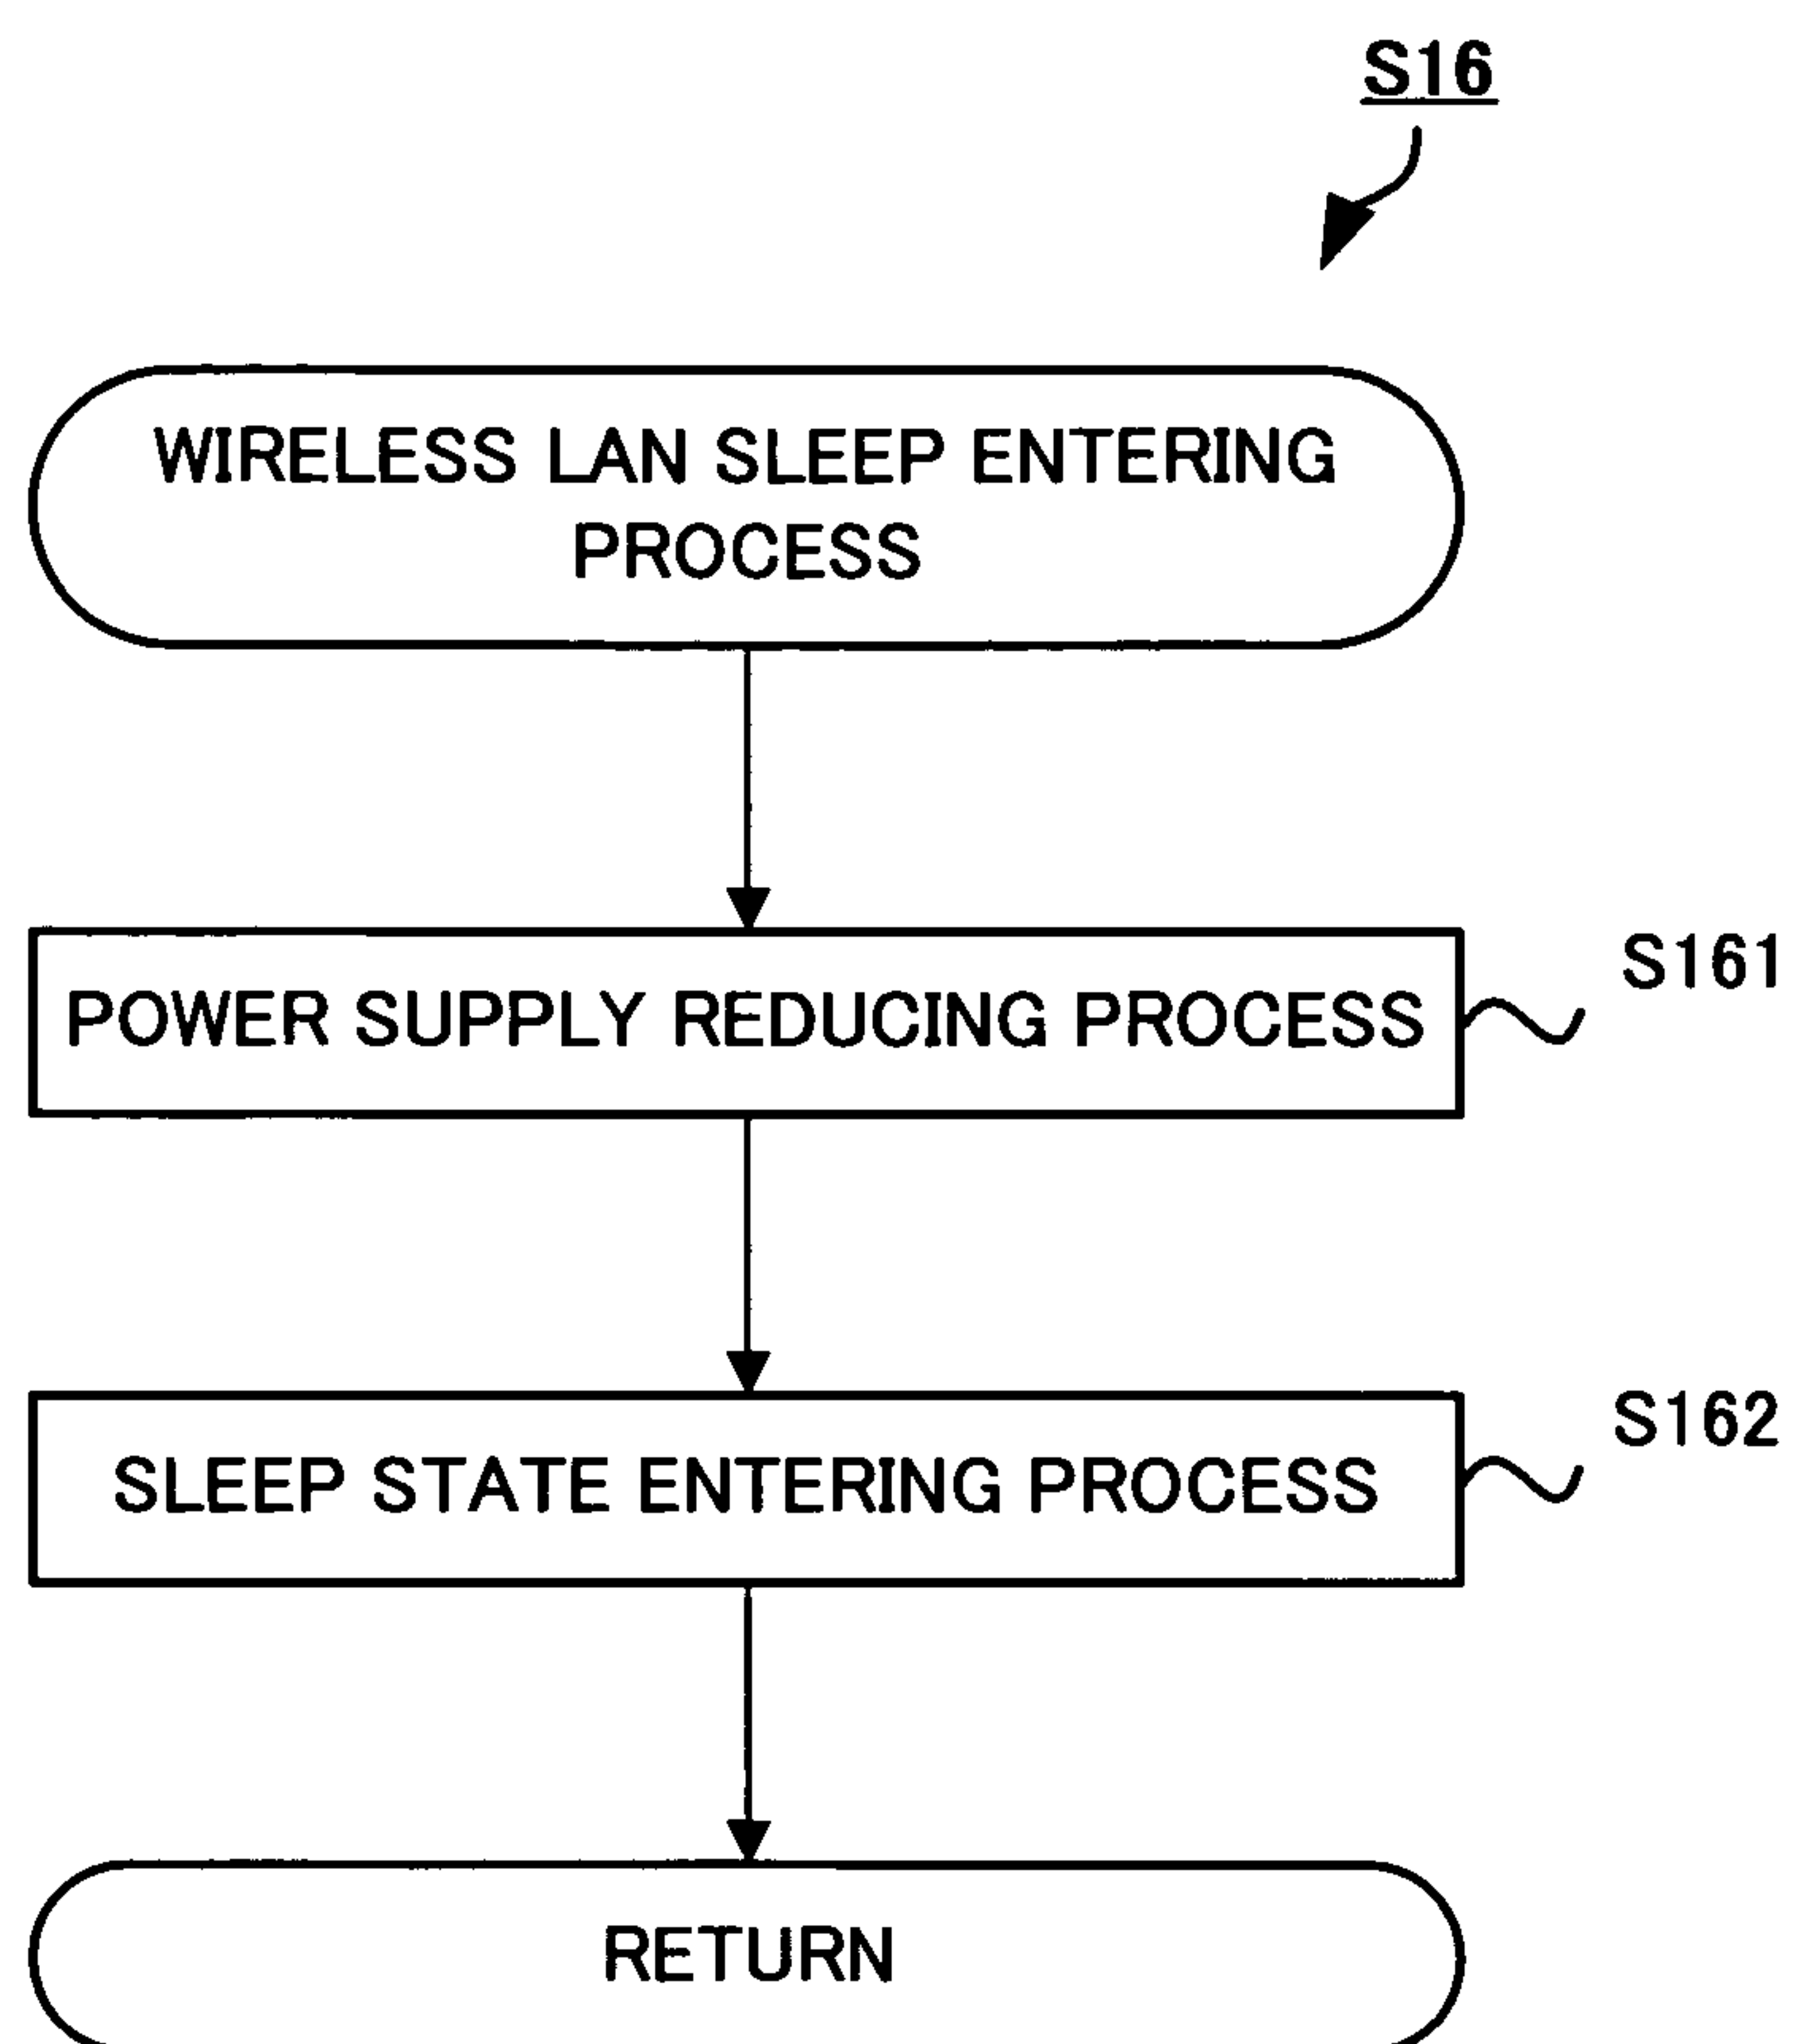 S16
WIRELESS LAN SLEEP ENTERING
PROCESS
POWER SUPPLY REDUCING PROCESS
S161
SLEEP STATE ENTERING PROCESS
S162
RETURN